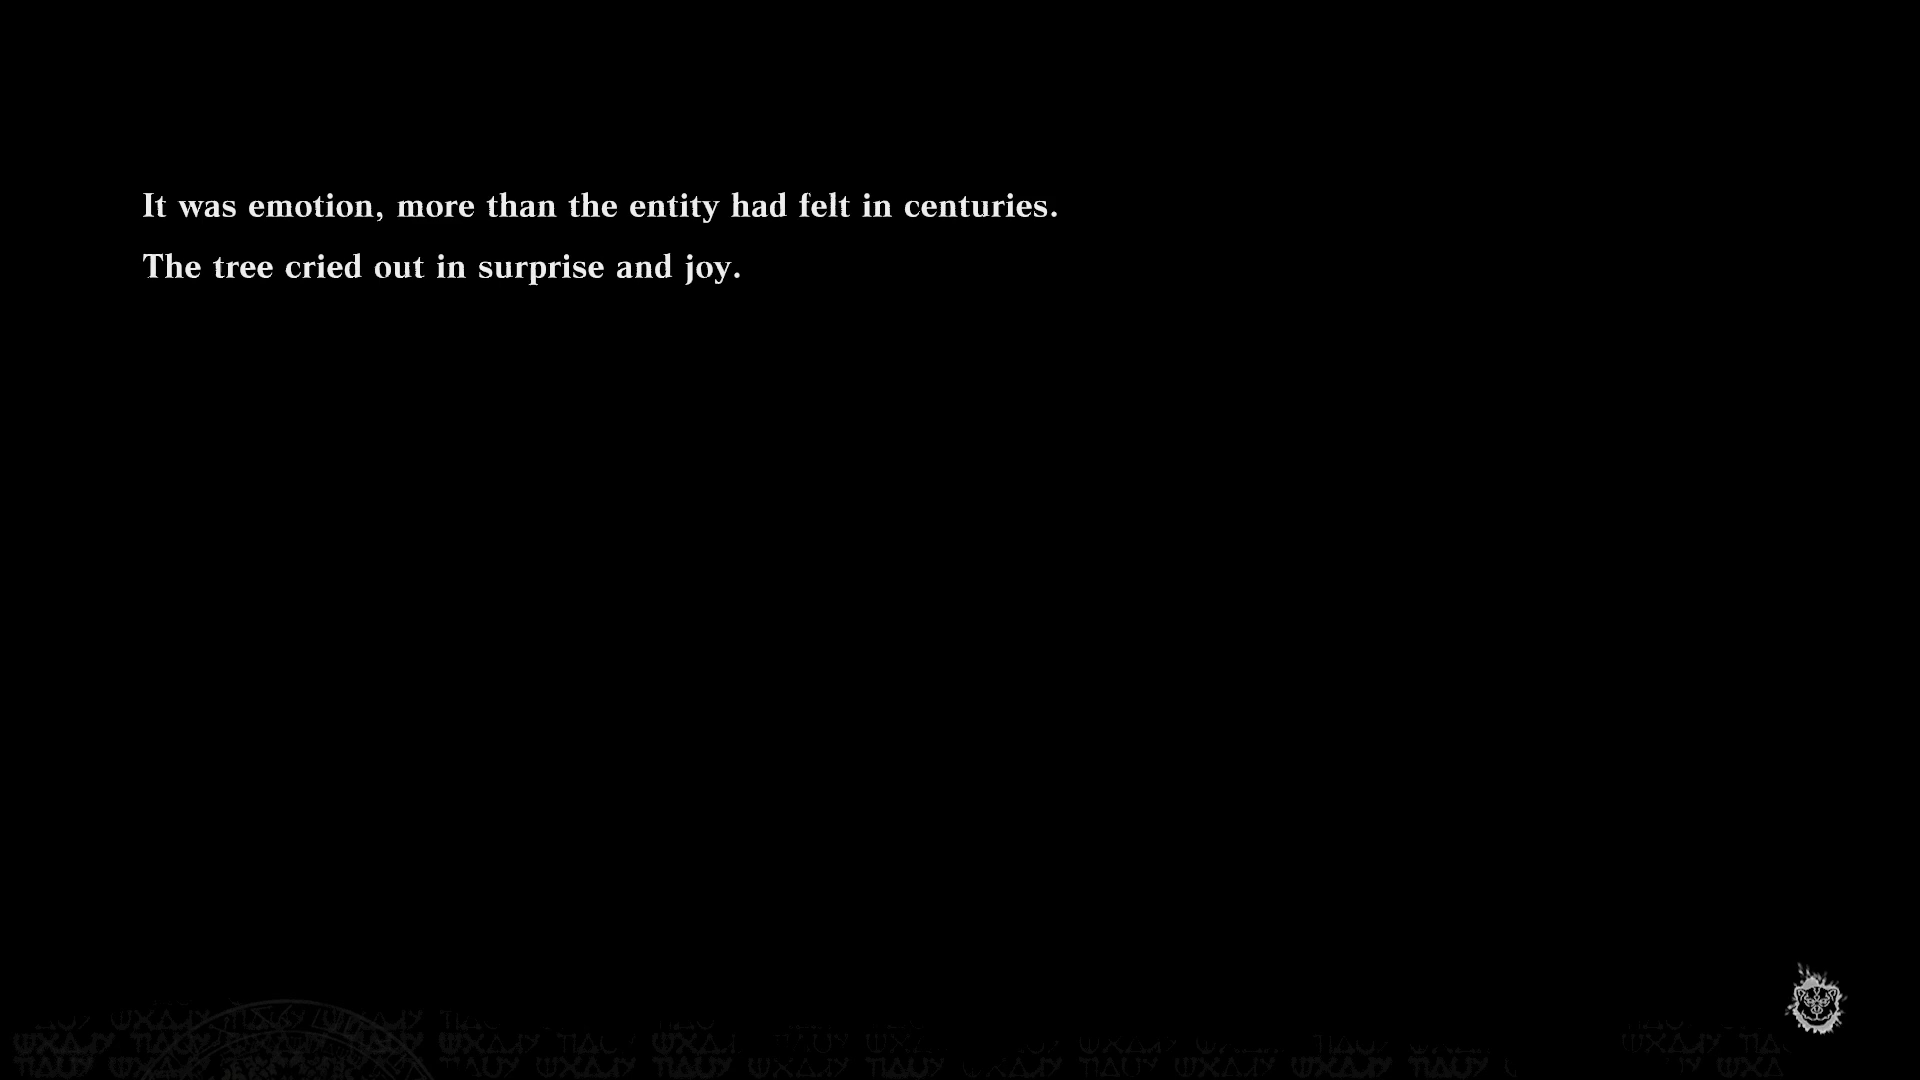 It was emotion, more than the entity had felt in centuries.
The tree cried out in surprise and joy.